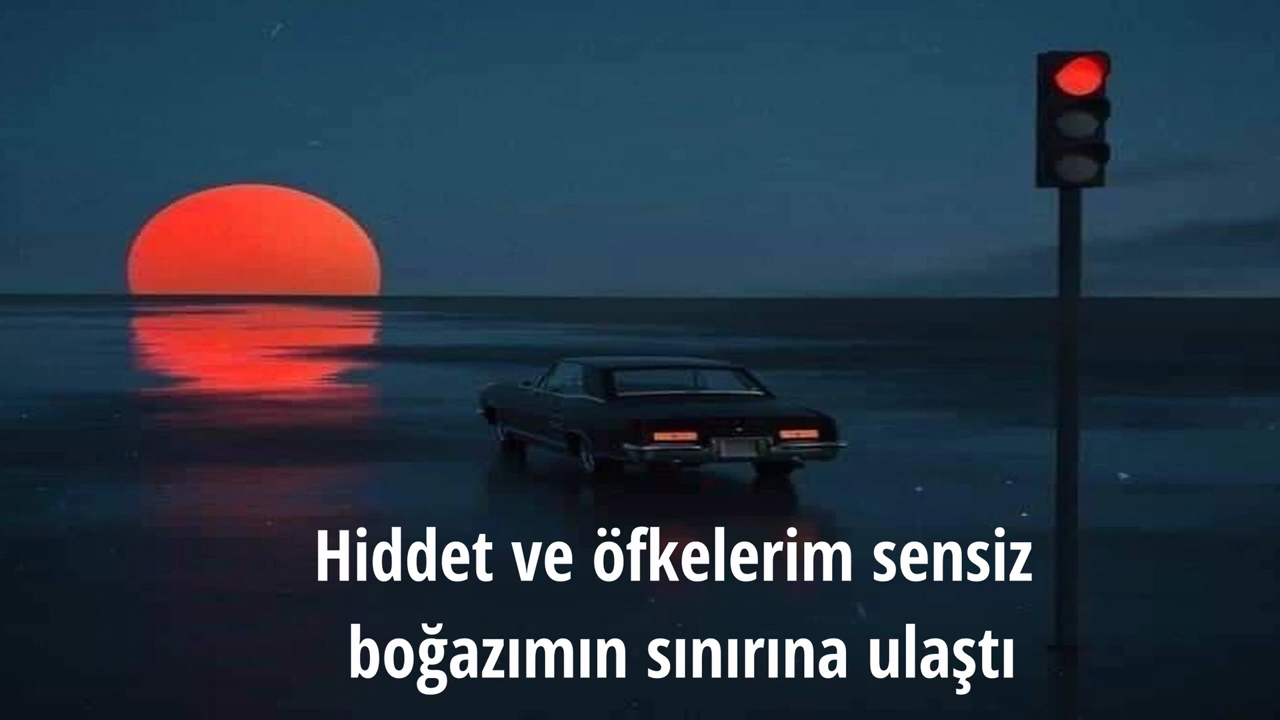 Hiddet ve öfkelerim sensiz
boğazımın sınırına ulaştı